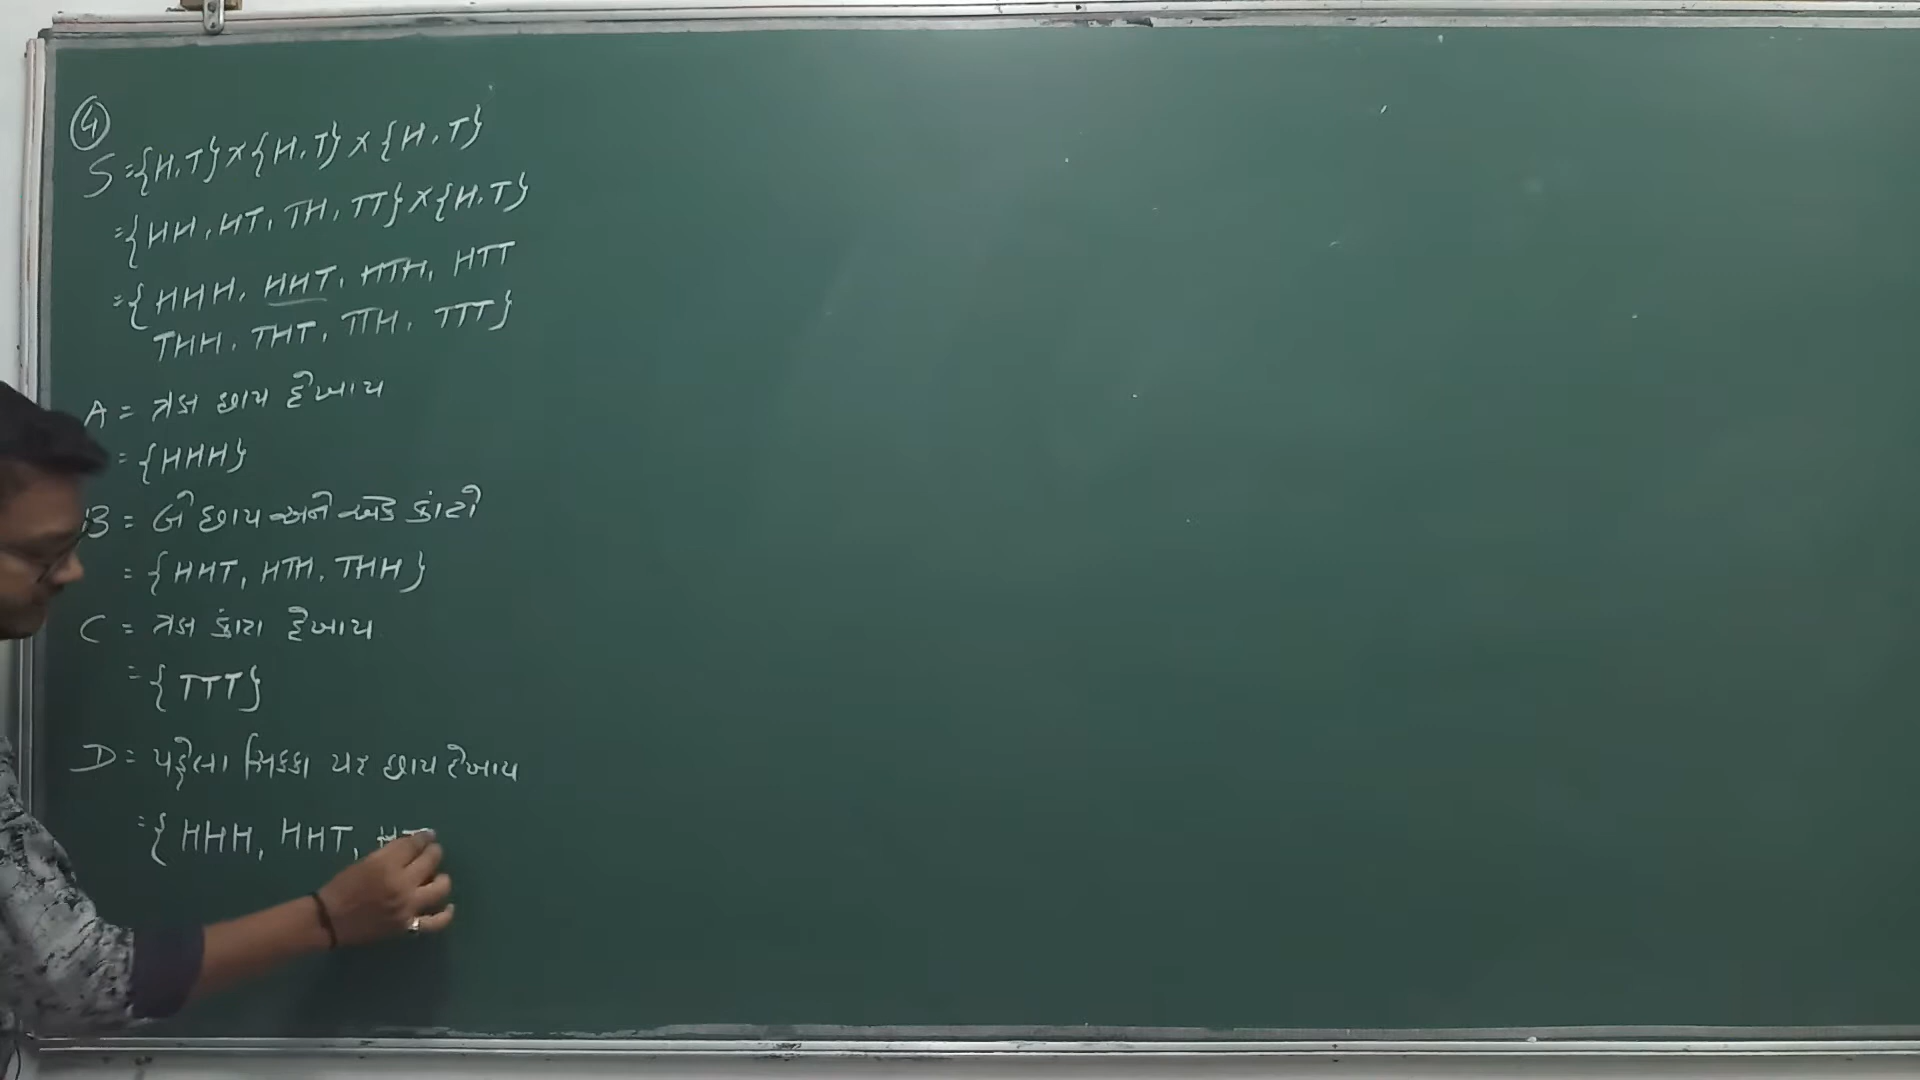 ④
S={H,T}×{H,T}×{H,T}
={HH,HT,TH,TT}×{H,T}
={HHH, HHT, HTH, HTT
THH, THT, TTH, TTT}
A = ત્રણ છાપ દેખાય
= {HHH}
B = બે છાપ અને એક કાંટો
= {HHT, HTH, THH}
C = ત્રણ કાંટા દેખાય
= {TTT}
D = પહેલા સિક્કા પર છાપ દેખાય
= { HHH, HHT, HT